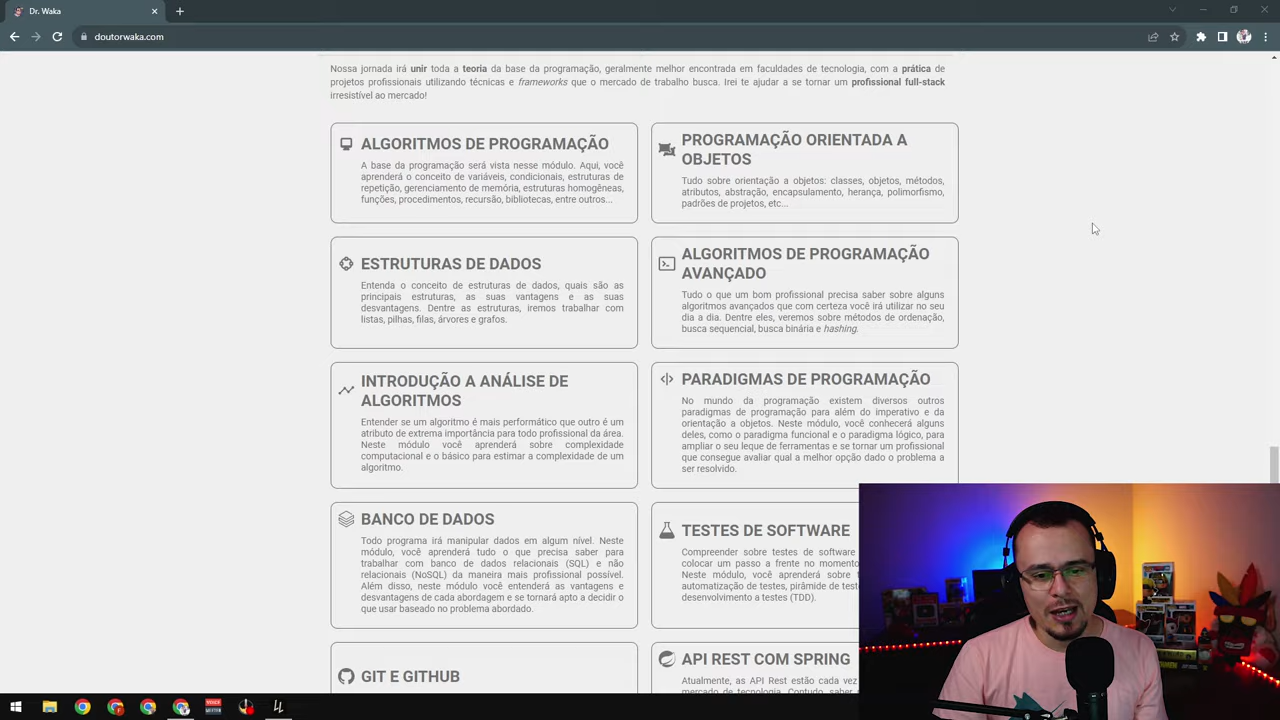 Dr. Waka
doutorwaka.com
Nossa jornada irá unir toda a teoria da base da programação, geralmente melhor encontrada em faculdades de tecnologia, com a prática de
projetos profissionais utilizando técnicas e frameworks que o mercado de trabalho busca. Irei te ajudar a se tornar um profissional full-stack
irresistível ao mercado!
ALGORITMOS DE PROGRAMAÇÃO
A base da programação será vista nesse módulo. Aqui, você
aprenderá o conceito de variáveis, condicionais, estruturas de
repetição, gerenciamento de memória, estruturas homogêneas,
funções, procedimentos, recursão, bibliotecas, entre outros...
PROGRAMAÇÃO ORIENTADA A
OBJETOS
Tudo sobre orientação a objetos: classes, objetos, métodos,
atributos, abstração, encapsulamento, herança, polimorfismo,
padrões de projetos, etc...
ESTRUTURAS DE DADOS
Entenda o conceito de estruturas de dados, quais são as
principais estruturas, as suas vantagens e as suas
desvantagens. Dentre as estruturas, iremos trabalhar com
listas, pilhas, filas, árvores e grafos.
ALGORITMOS DE PROGRAMAÇÃO
AVANÇADO
Tudo o que um bom profissional precisa saber sobre alguns
algoritmos avançados que com certeza você irá utilizar no seu
dia a dia. Dentre eles, veremos sobre métodos de ordenação,
busca sequencial, busca binária e hashing.
INTRODUÇÃO A ANÁLISE DE
ALGORITMOS
Entender se um algoritmo é mais performático que outro é um
atributo de extrema importância para todo profissional da área.
Neste módulo você aprenderá sobre complexidade
computacional e o básico para estimar a complexidade de um
algoritmo.
PARADIGMAS DE PROGRAMAÇÃO
No mundo da programação existem diversos outros
paradigmas de programação para além do imperativo e da
orientação a objetos. Neste módulo, você conhecerá alguns
deles, como o paradigma funcional e o paradigma lógico, para
ampliar o seu leque de ferramentas e se tornar um profissional
que consegue avaliar qual a melhor opção dado o problema a
ser resolvido.
BANCO DE DADOS
Todo programa irá manipular dados em algum nível. Neste
módulo, você aprenderá tudo o que precisa saber para
trabalhar com banco de dados relacionais (SQL) e não
relacionais (NoSQL) da maneira mais profissional possível.
Além disso, neste módulo você entenderá as vantagens e
desvantagens de cada abordagem e se tornará apto a decidir o
que usar baseado no problema abordado.
TESTES DE SOFTWARE
Compreender sobre testes de software
colocar um passo a frente no momento
Neste módulo, você aprenderá sobre
automatização de testes, pirâmide de
desenvolvimento a testes (TDD).
GIT E GITHUB
API REST COM SPRING
Atualmente, as API Rest estão cada vez
mercado de tecnologia. Contudo, saber